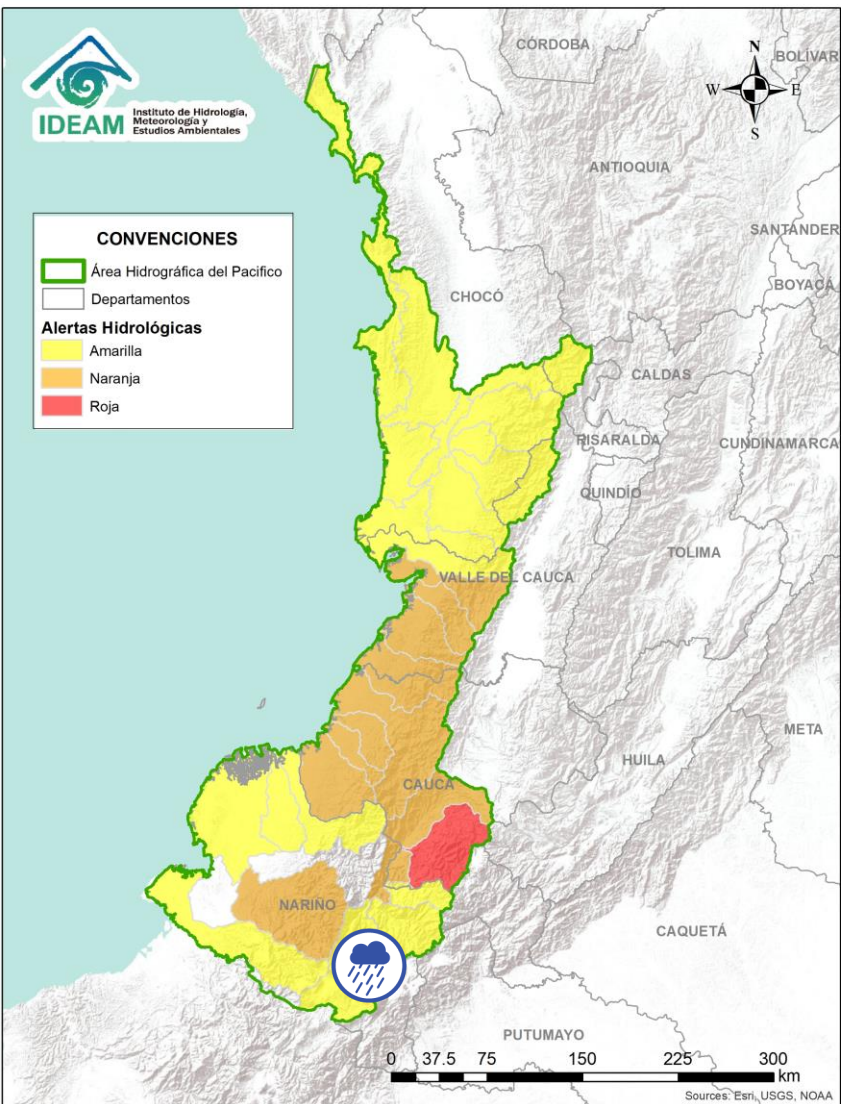 IDEAM
Instituto de Hidrología,
Meteorología y
Estudios Ambientales
CÓRDOBA
BOLÍVAR
N
W
E
S
ANTIOQUIA
CONVENCIONES
Área Hidrográfica del Pacifico
Departamentos
Alertas Hidrológicas
Amarilla
Naranja
Roja
SANTANDER
BOYACÁ
CHOCÓ
CALDAS
RISARALDA
CUNDINAMARCA
QUINDÍO
TOLIMA
VALLE DEL CAUCA
META
HUILA
CAUCA
NARIÑO
CAQUETÁ
PUTUMAYO
0 37.5 75 150 225 300
km
Sources: Esri, USGS, NOAA